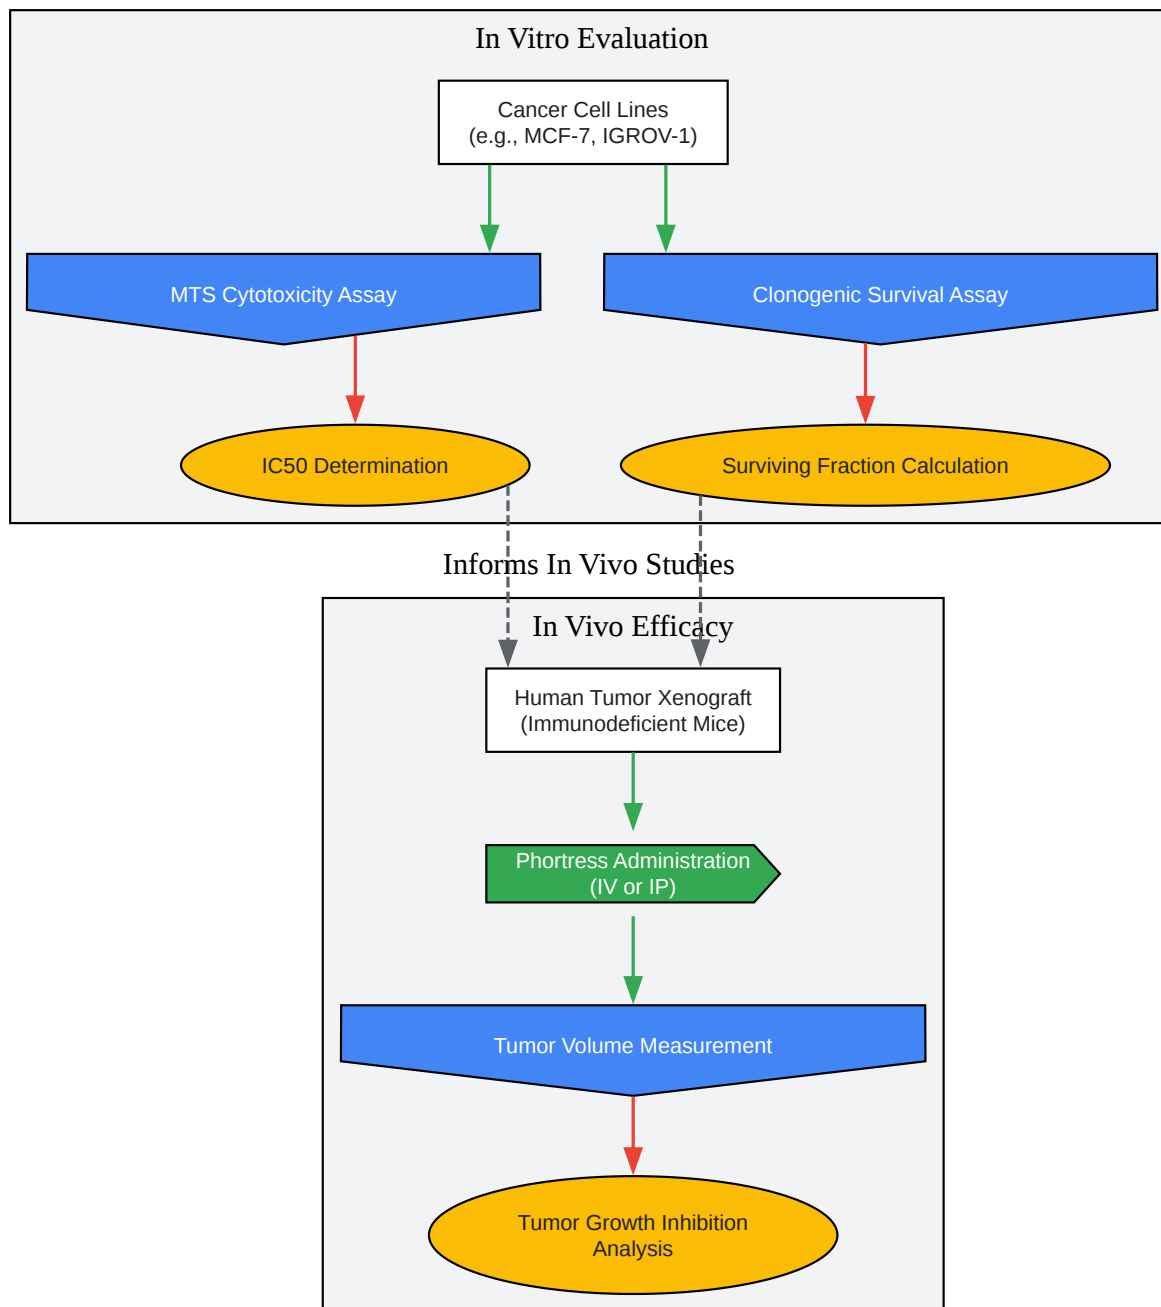 In Vitro Evaluation
Cancer Cell Lines
(e.g., MCF-7, IGROV-1)
MTS Cytotoxicity Assay
Clonogenic Survival Assay
IC50 Determination
Surviving Fraction Calculation
Informs In Vivo Studies
In Vivo Efficacy
Human Tumor Xenograft
(Immunodeficient Mice)
Phortress Administration
(IV or IP)
Tumor Volume Measurement
Tumor Growth Inhibition
Analysis